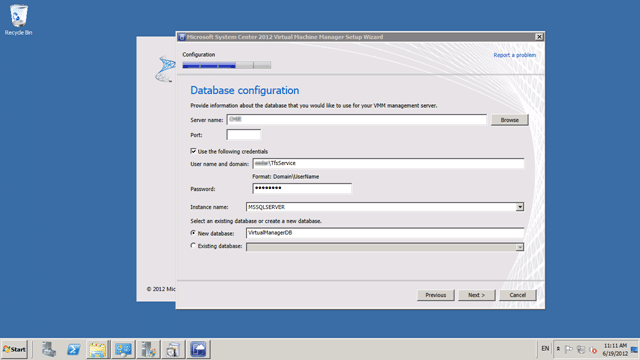 Recycle Bin
Microsoft System Center 2012 Virtual Machine Manager Setup Wizard
Configuration
Report a problem
Database configuration
Provide information about the database that you would like to use for your VMM management server.
Server name:
Browse
Port:
Use the following credentials
User name and domain: \TfsService
Format: Domain\UserName
Password: ••••••••
Instance name: MSSQLSERVER
Select an existing database or create a new database.
New database: VirtualManagerDB
Existing database:
© 2012 Mic
Previous
Next >
Cancel
Start
EN
11:11 AM
6/19/2012